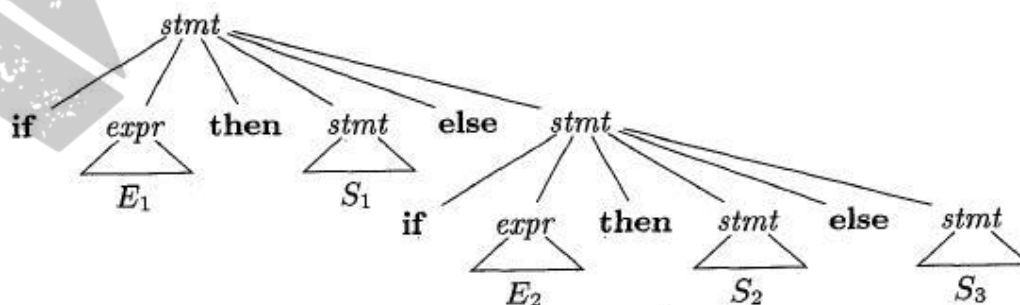 stmt
if expr then stmt else stmt
E₁ S₁
if expr then stmt else stmt
E₂ S₂ S₃